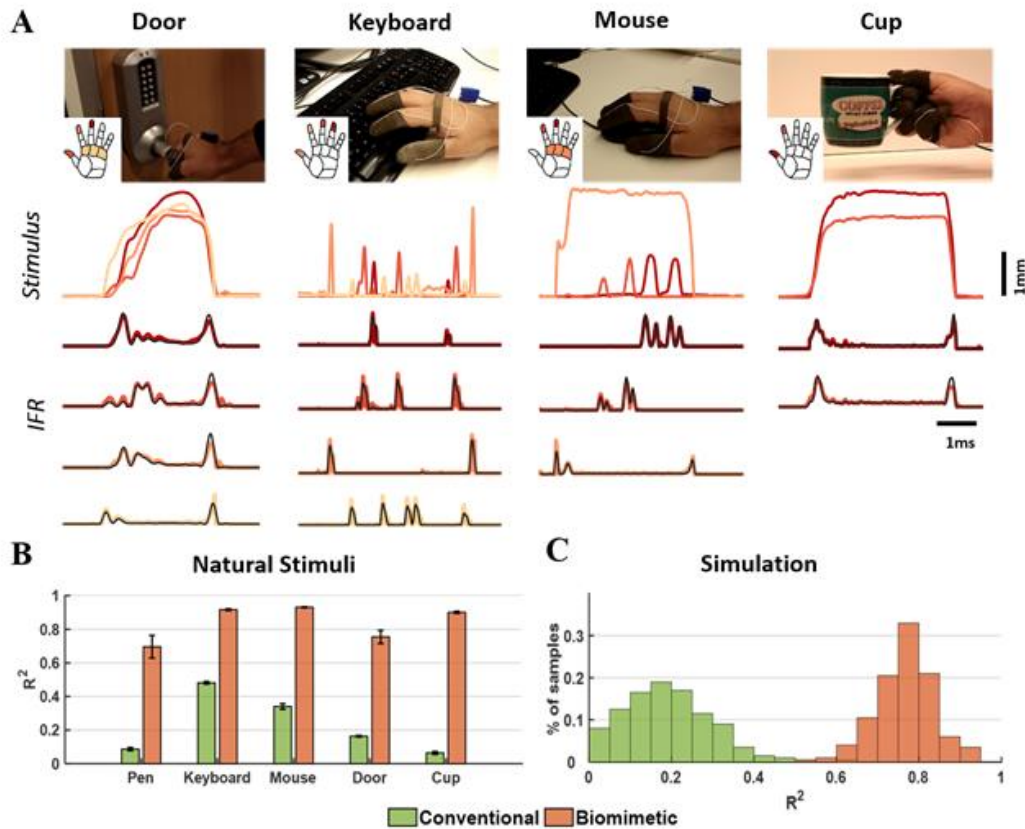 A
Door
Keyboard
Mouse
Cup
COFFEE
Stimulus
1mm
IFR
1ms
B
Natural Stimuli
R²
1
0.8
0.6
0.4
0.2
0
Pen
Keyboard
Mouse
Door
Cup
C
Simulation
% of samples
0.3
0.2
0.1
0
0
0.2
0.4
0.6
0.8
1
R²
Conventional
Biomimetic